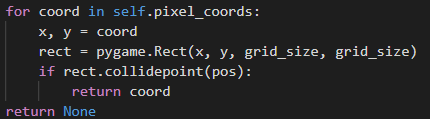 for coord in self.pixel_coords:
    x, y = coord
    rect = pygame.Rect(x, y, grid_size, grid_size)
    if rect.collidepoint(pos):
        return coord
return None